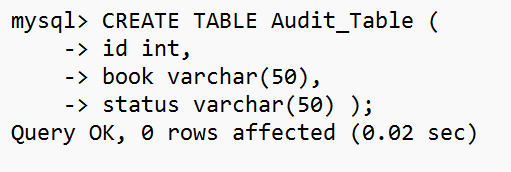 mysql> CREATE TABLE Audit_Table (
-> id int,
-> book varchar(50),
-> status varchar(50) );
Query OK, 0 rows affected (0.02 sec)